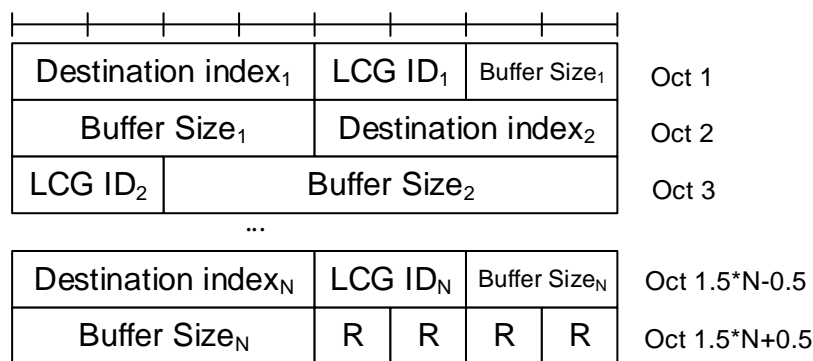 Destination index₁ LCG ID₁ Buffer Size₁ Oct 1
Buffer Size₁ Destination index₂ Oct 2
LCG ID₂ Buffer Size₂ Oct 3
...
Destination indexN LCG IDN Buffer SizeN Oct 1.5*N-0.5
Buffer SizeN R R R R Oct 1.5*N+0.5